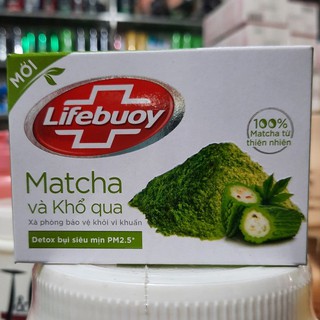 MỚI
Lifebuoy
Matcha
và Khổ qua
Xà phòng bảo vệ khỏi vi khuẩn
Detox bụi siêu mịn PM2.5*
100%
Matcha từ
thiên nhiên